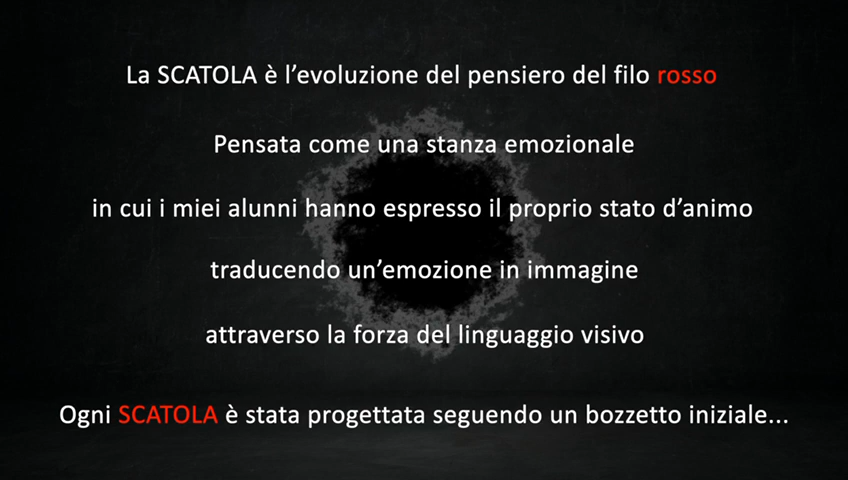 La SCATOLA è l’evoluzione del pensiero del filo rosso
Pensata come una stanza emozionale
in cui i miei alunni hanno espresso il proprio stato d’animo
traducendo un’emozione in immagine
attraverso la forza del linguaggio visivo
Ogni SCATOLA è stata progettata seguendo un bozzetto iniziale...